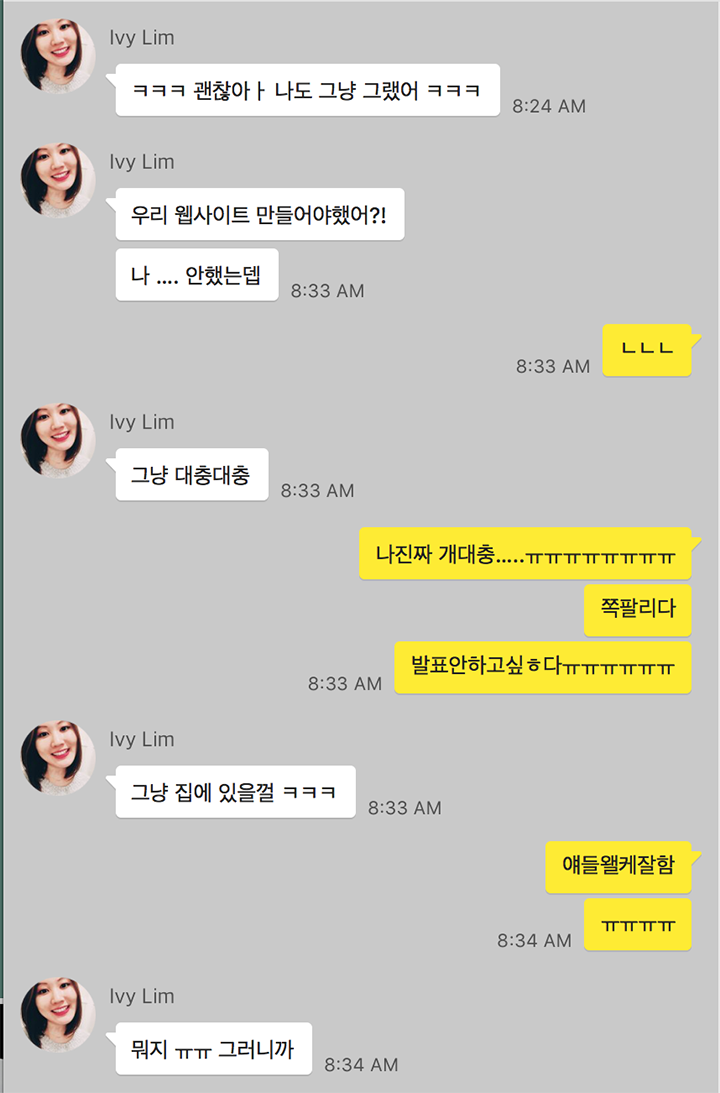 Ivy Lim
ㅋㅋㅋ 괜찮아ㅏ 나도 그냥 그랬어 ㅋㅋㅋ
8:24 AM
Ivy Lim
우리 웹사이트 만들어야했어?!
나 .... 안했는뎁
8:33 AM
ㄴㄴㄴ
8:33 AM
Ivy Lim
그냥 대충대충
8:33 AM
나진짜 개대충.....ㅠㅠㅠㅠㅠㅠㅠㅠ
쪽팔리다
발표안하고싶ㅎ다ㅠㅠㅠㅠㅠㅠ
8:33 AM
Ivy Lim
그냥 집에 있을껄 ㅋㅋㅋ
8:33 AM
얘들왤케잘함
ㅠㅠㅠㅠ
8:34 AM
Ivy Lim
뭐지 ㅠㅠ 그러니까
8:34 AM